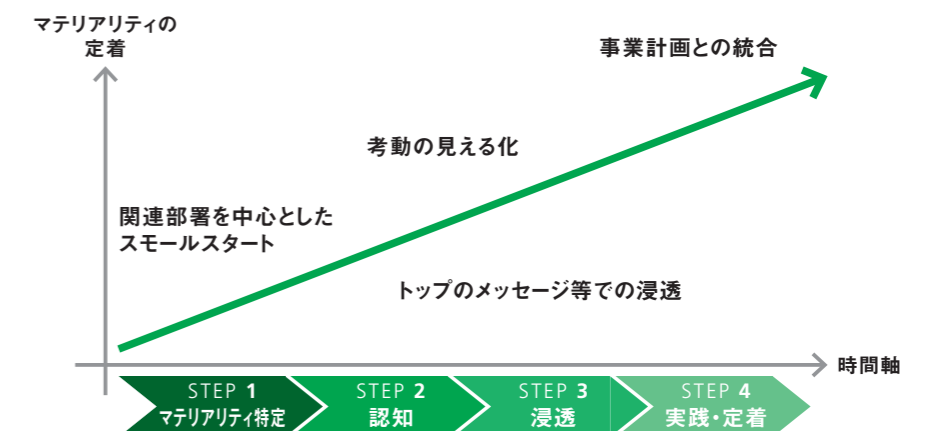 マテリアリティの
定着
事業計画との統合
考動の見える化
関連部署を中心とした
スモールスタート
トップのメッセージ等での浸透
時間軸
STEP 1
マテリアリティ特定
STEP 2
認知
STEP 3
浸透
STEP 4
実践・定着